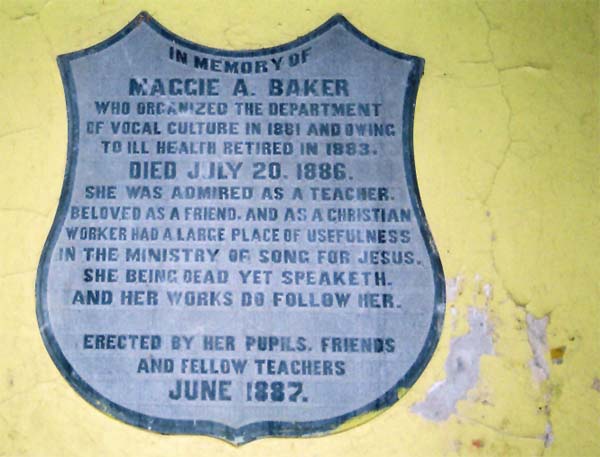 IN MEMORY OF
MAGGIE A. BAKER
WHO ORGANIZED THE DEPARTMENT
OF VOCAL CULTURE IN 1881 AND OWING
TO ILL HEALTH RETIRED IN 1883.
DIED JULY 20. 1886.
SHE WAS ADMIRED AS A TEACHER.
BELOVED AS A FRIEND. AND AS A CHRISTIAN
WORKER HAD A LARGE PLACE OF USEFULNESS
IN THE MINISTRY OF SONG FOR JESUS.
SHE BEING DEAD YET SPEAKETH.
AND HER WORKS DO FOLLOW HER.
ERECTED BY HER PUPILS. FRIENDS
AND FELLOW TEACHERS
JUNE 1887.